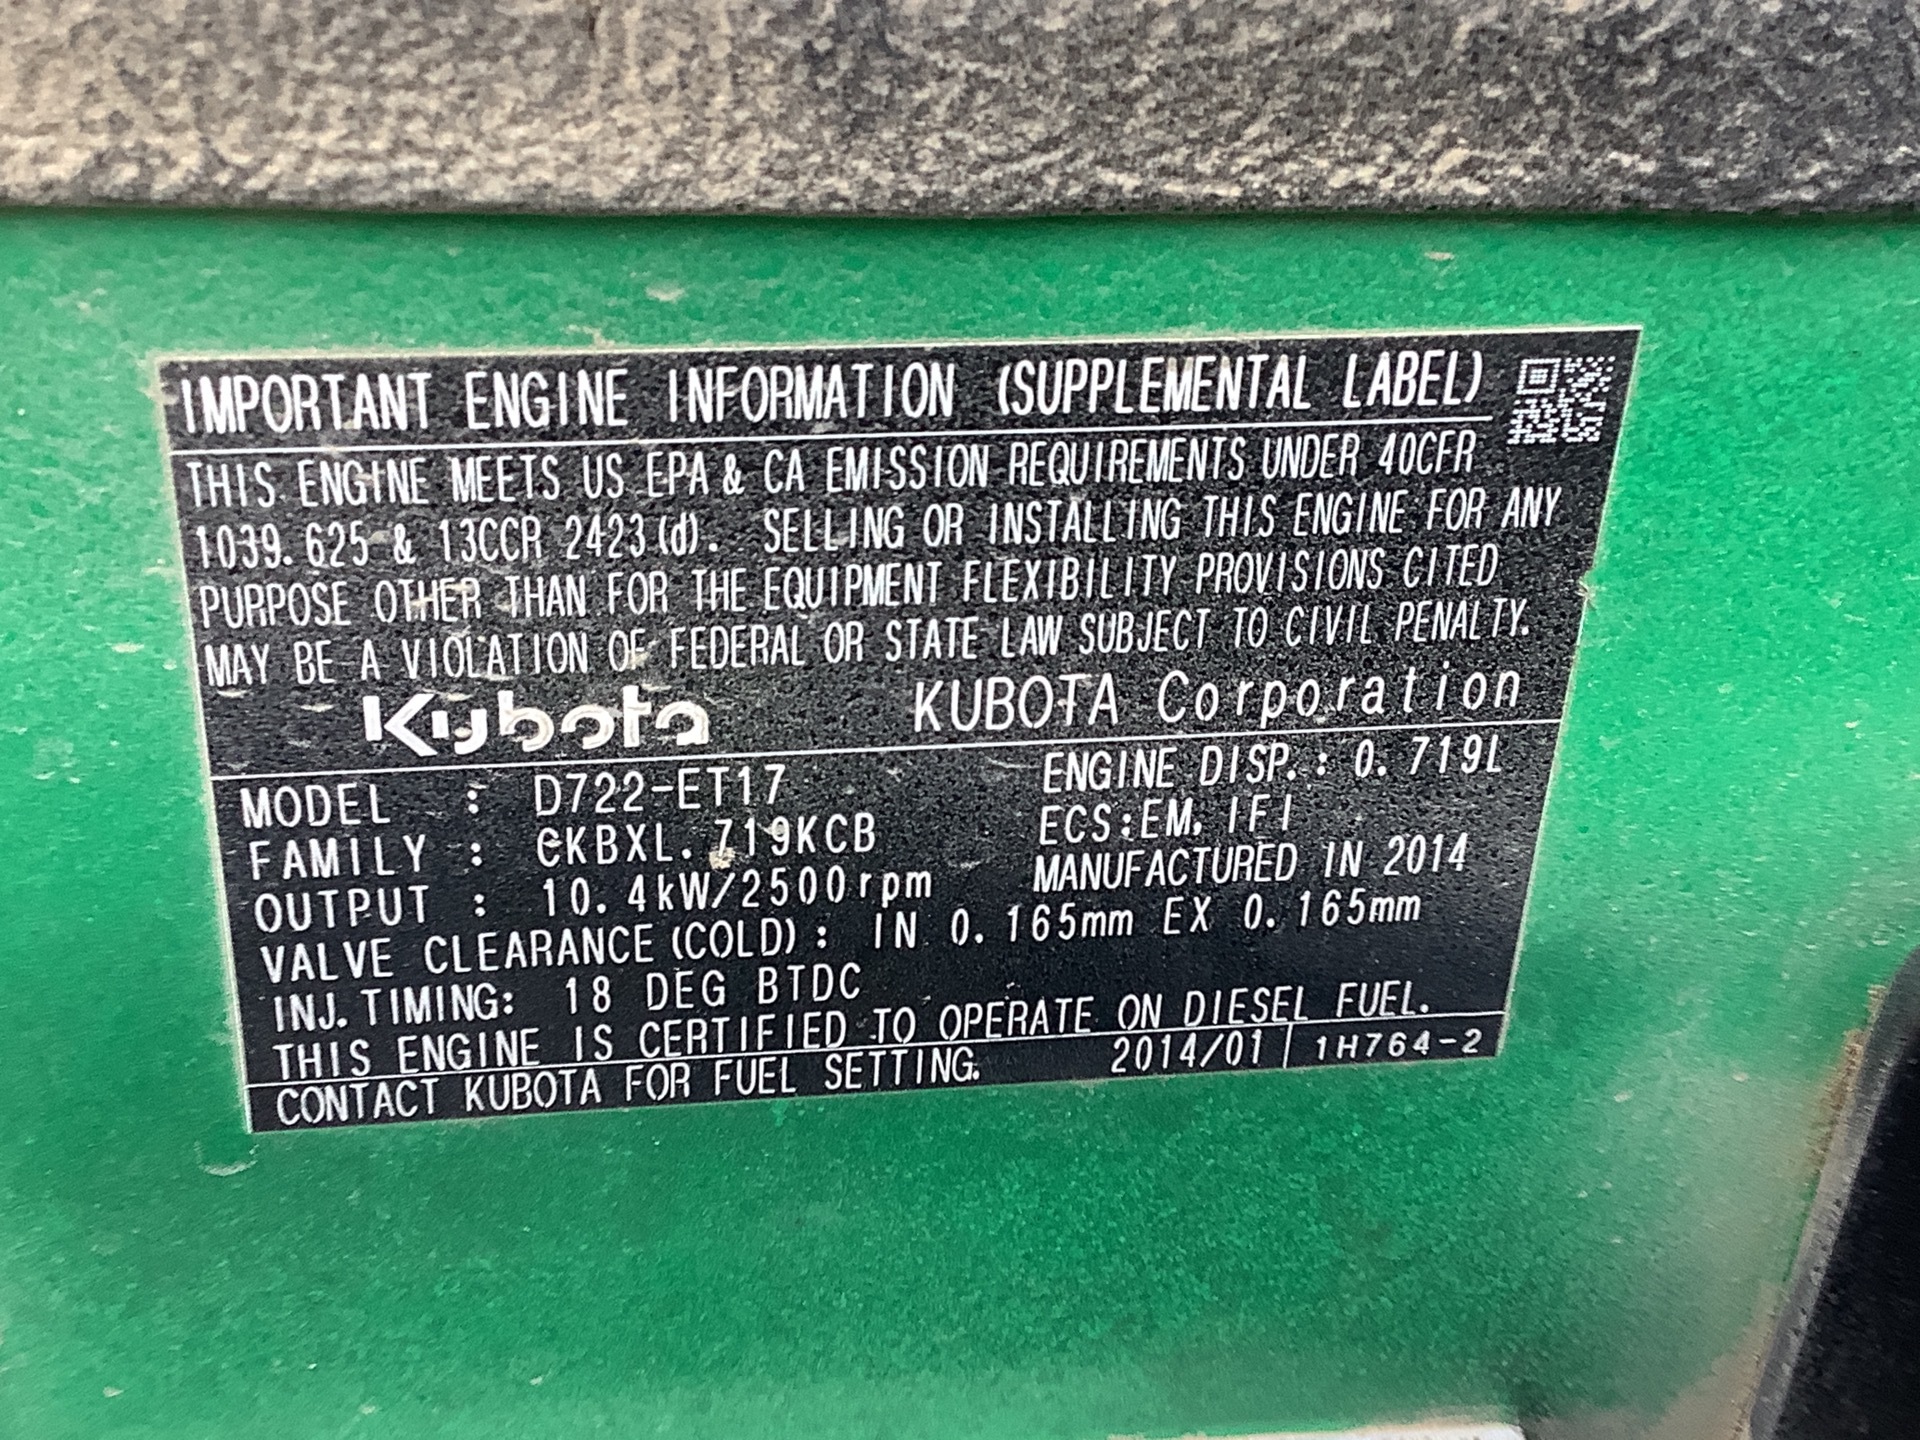 IMPORTANT ENGINE INFORMATION (SUPPLEMENTAL LABEL)
THIS ENGINE MEETS US EPA & CA EMISSION REQUIREMENTS UNDER 40CFR
1039.625 & 13CCR 2423(d). SELLING OR INSTALLING THIS ENGINE FOR ANY
PURPOSE OTHER THAN FOR THE EQUIPMENT FLEXIBILITY PROVISIONS CITED
MAY BE A VIOLATION OF FEDERAL OR STATE LAW SUBJECT TO CIVIL PENALTY.
Kubota KUBOTA Corporation
MODEL : D722-ET17 ENGINE DISP.: 0.719L
FAMILY : CKBXL.719KCB ECS:EM, IFI
OUTPUT : 10.4kW/2500rpm MANUFACTURED IN 2014
VALVE CLEARANCE (COLD) : IN 0.165mm EX 0.165mm
INJ. TIMING: 18 DEG BTDC
THIS ENGINE IS CERTIFIED TO OPERATE ON DIESEL FUEL.
CONTACT KUBOTA FOR FUEL SETTING. 2014/01 1H764-2